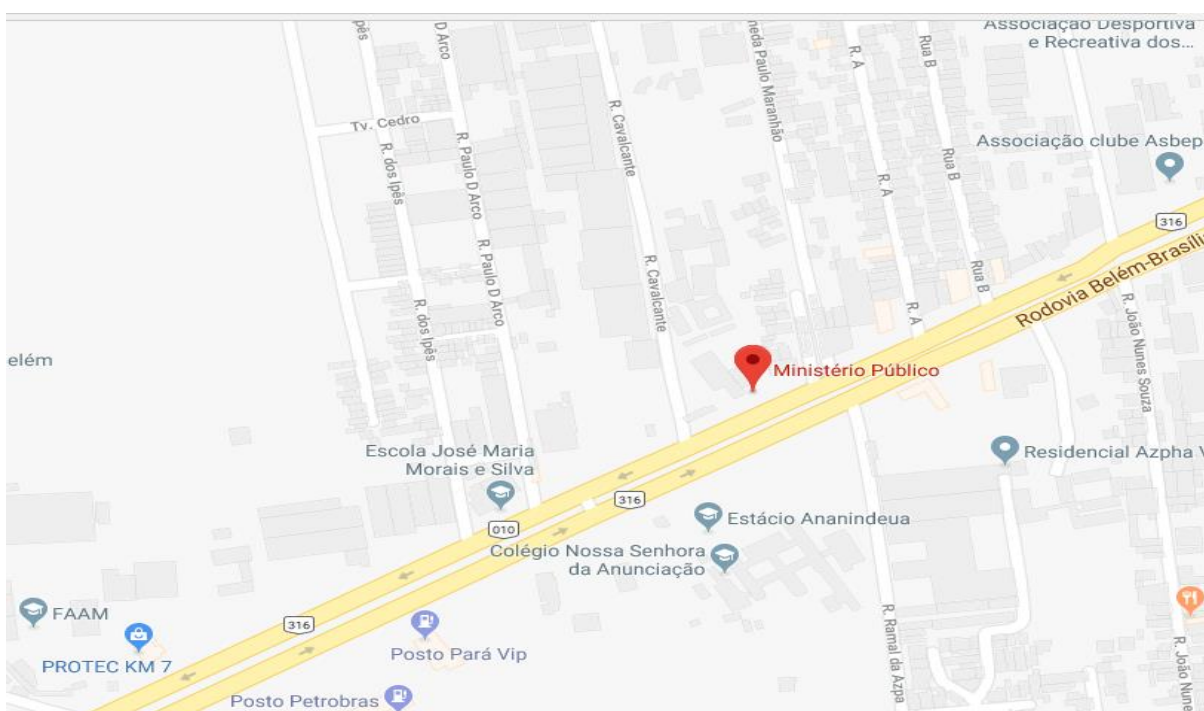 Associação Desportiva
e Recreativa dos...
pês
D Arco
neda Paulo Maranhão
R. A
Rua B
Tv. Cedro
R. dos Ipês
R. Paulo D Arco
R. Cavalcante
Rua B
Associação clube Asbep
R. A
316
R. Paulo D Arco
R. Cavalcante
Rua B
Rodovia Belém-Brasíli
R. dos Ipês
R. A
R. João Nunes Souza
elém
Ministério Público
Escola José Maria
Morais e Silva
Residencial Azpha V
316
010
Estácio Ananindeua
Colégio Nossa Senhora
da Anunciação
FAAM
316
PROTEC KM 7
Posto Pará Vip
R. Ramal da Azpa
R. João Nune
Posto Petrobras